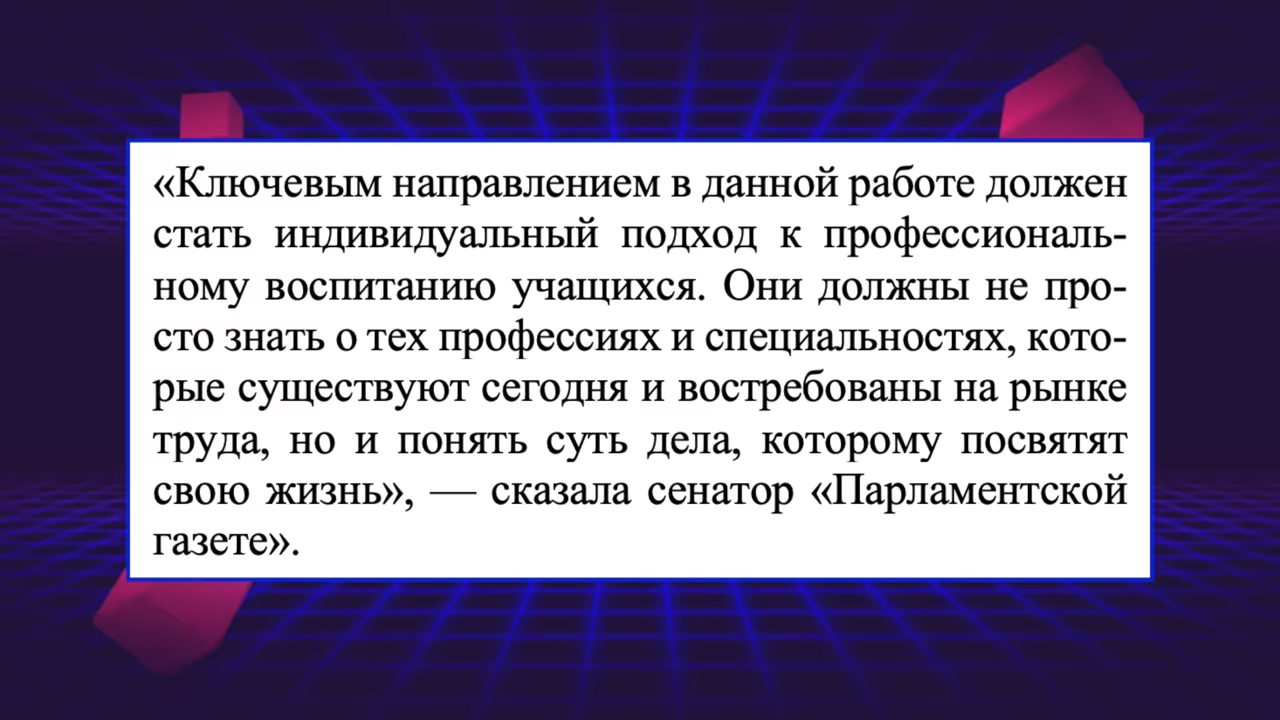 «Ключевым направлением в данной работе должен
стать индивидуальный подход к профессиональ-
ному воспитанию учащихся. Они должны не про-
сто знать о тех профессиях и специальностях, кото-
рые существуют сегодня и востребованы на рынке
труда, но и понять суть дела, которому посвятят
свою жизнь», — сказала сенатор «Парламентской
газете».